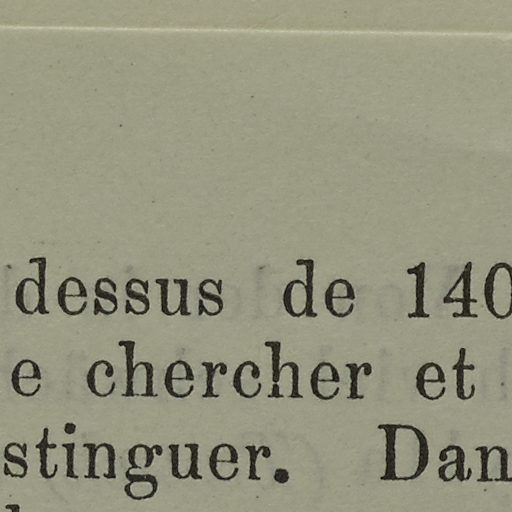 dessus de 140
e chercher et
stinguer. Dan